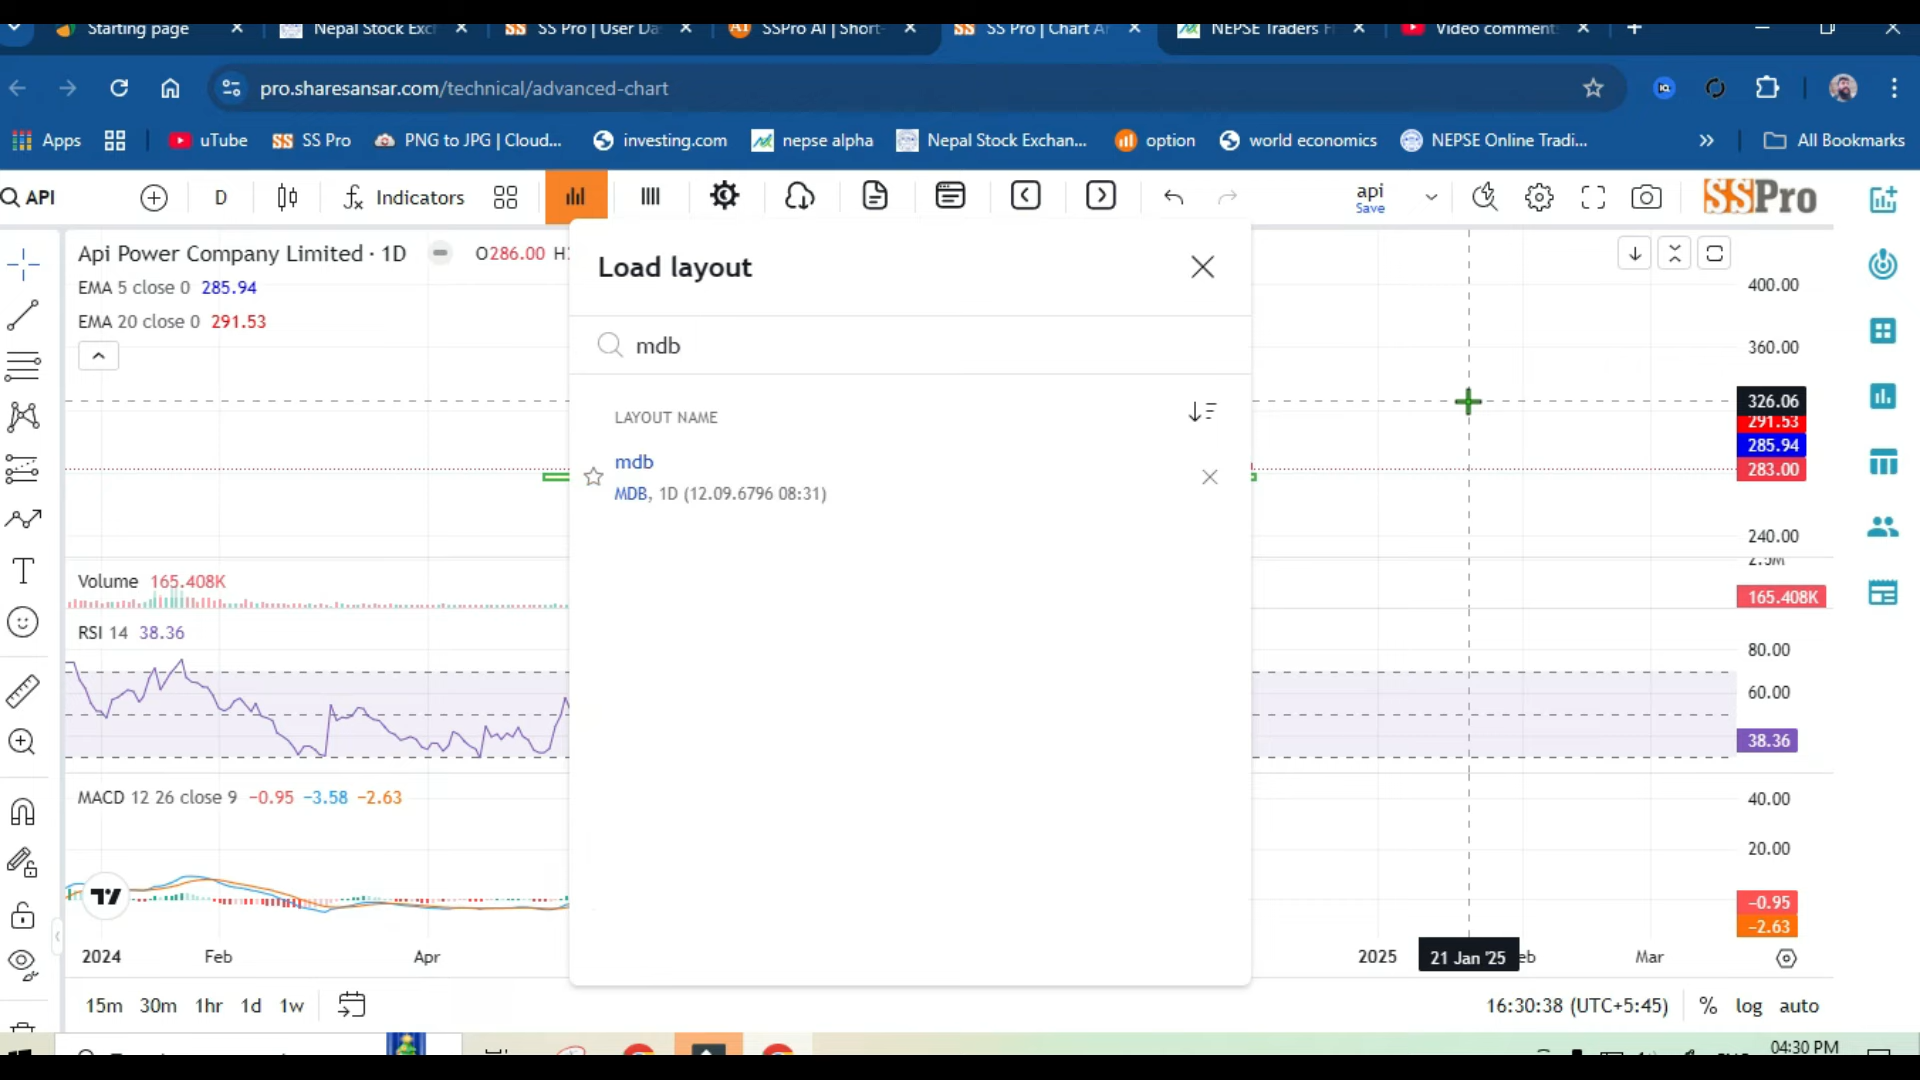 Starting page
Nepal Stock Excl
SS Pro | User Da
SSPro AI | Short-
SS Pro | Chart Ar
NEPSE Traders F
Video comment
pro.sharesansar.com/technical/advanced-chart
Apps
uTube
SS Pro
PNG to JPG | Cloud...
investing.com
nepse alpha
Nepal Stock Exchan...
option
world economics
NEPSE Online Tradi...
All Bookmarks
API
D
Indicators
api
Save
SSPro
Api Power Company Limited · 1D
O286.00
EMA 5 close 0 285.94
EMA 20 close 0 291.53
Load layout
mdb
LAYOUT NAME
mdb
MDB, 1D (12.09.6796 08:31)
400.00
360.00
326.06
291.53
285.94
283.00
240.00
2.5M
Volume 165.408K
165.408K
RSI 14 38.36
80.00
60.00
38.36
MACD 12 26 close 9 −0.95 −3.58 −2.63
40.00
20.00
−0.95
−2.63
2024
Feb
Apr
2025
21 Jan '25
eb
Mar
15m 30m 1hr 1d 1w
16:30:38 (UTC+5:45)
% log auto
04:30 PM